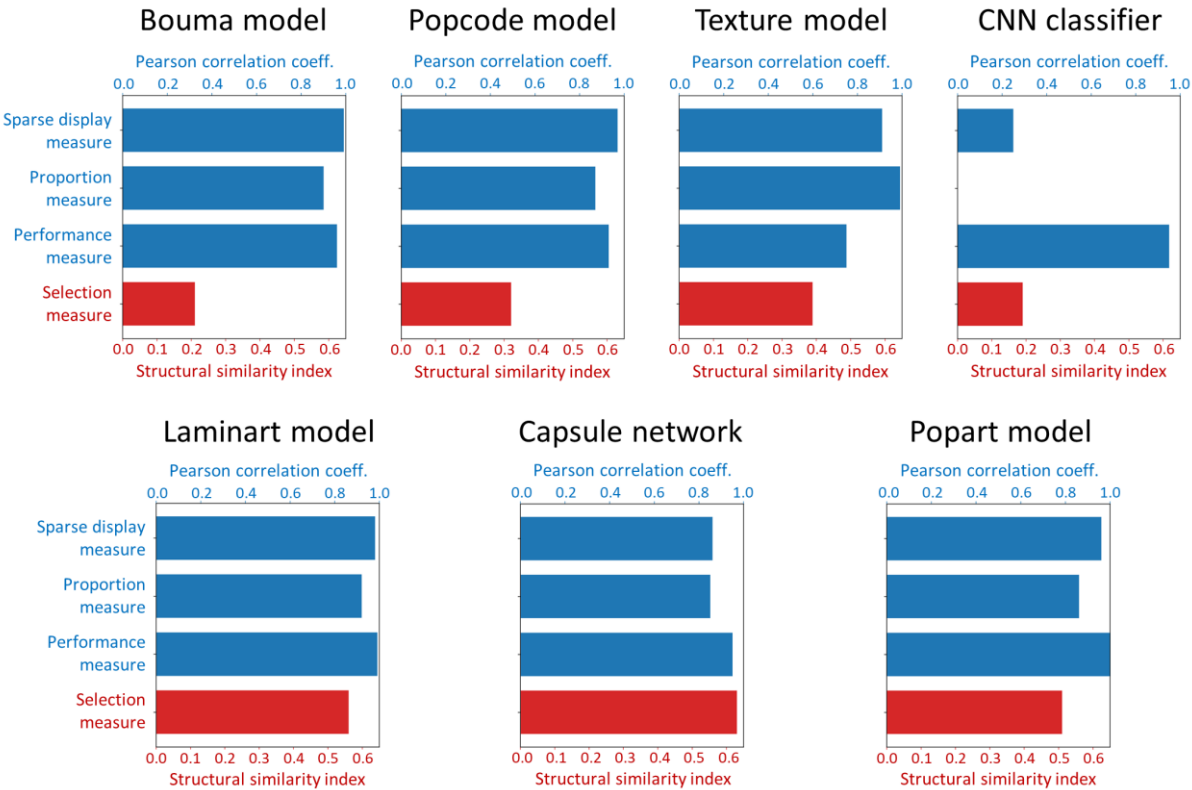 Bouma model
Popcode model
Texture model
CNN classifier
Pearson correlation coeff.
Pearson correlation coeff.
Pearson correlation coeff.
Pearson correlation coeff.
0.0 0.2 0.4 0.6 0.8 1.0
0.0 0.2 0.4 0.6 0.8 1.0
0.0 0.2 0.4 0.6 0.8 1.0
0.0 0.2 0.4 0.6 0.8 1.0
Sparse display
measure
Proportion
measure
Performance
measure
Selection
measure
0.0 0.1 0.2 0.3 0.4 0.5 0.6
0.0 0.1 0.2 0.3 0.4 0.5 0.6
0.0 0.1 0.2 0.3 0.4 0.5 0.6
0.0 0.1 0.2 0.3 0.4 0.5 0.6
Structural similarity index
Structural similarity index
Structural similarity index
Structural similarity index
Laminart model
Capsule network
Popart model
Pearson correlation coeff.
Pearson correlation coeff.
Pearson correlation coeff.
0.0 0.2 0.4 0.6 0.8 1.0
0.0 0.2 0.4 0.6 0.8 1.0
0.0 0.2 0.4 0.6 0.8 1.0
Sparse display
measure
Proportion
measure
Performance
measure
Selection
measure
0.0 0.1 0.2 0.3 0.4 0.5 0.6
0.0 0.1 0.2 0.3 0.4 0.5 0.6
0.0 0.1 0.2 0.3 0.4 0.5 0.6
Structural similarity index
Structural similarity index
Structural similarity index